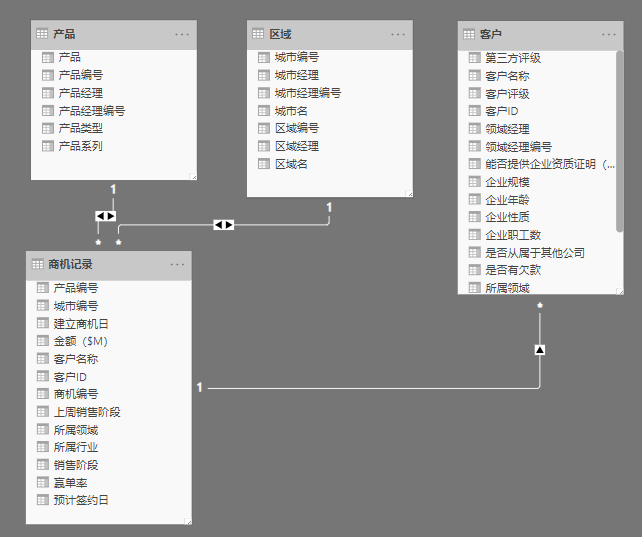 产品
产品
产品编号
产品经理
产品经理编号
产品类型
产品系列
区域
城市编号
城市经理
城市经理编号
城市名
区域编号
区域经理
区域名
客户
第三方评级
客户名称
客户评级
客户ID
领域经理
领域经理编号
能否提供企业资质证明（...
企业规模
企业年龄
企业性质
企业职工数
是否从属于其他公司
是否有欠款
所属领域
1
*
*
1
商机记录
产品编号
城市编号
建立商机日
金额（$M）
客户名称
客户ID
商机编号
上周销售阶段
所属领域
所属行业
销售阶段
赢单率
预计签约日
1
*